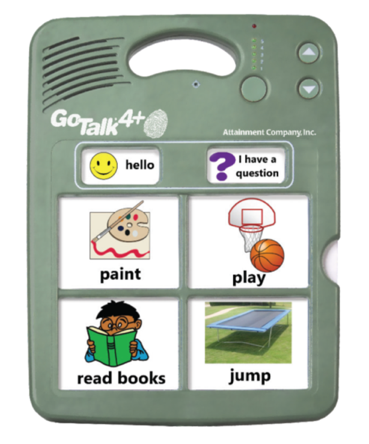 GoTalk 4+
Attainment Company, Inc.
hello
I have a
question
paint
play
read books
jump